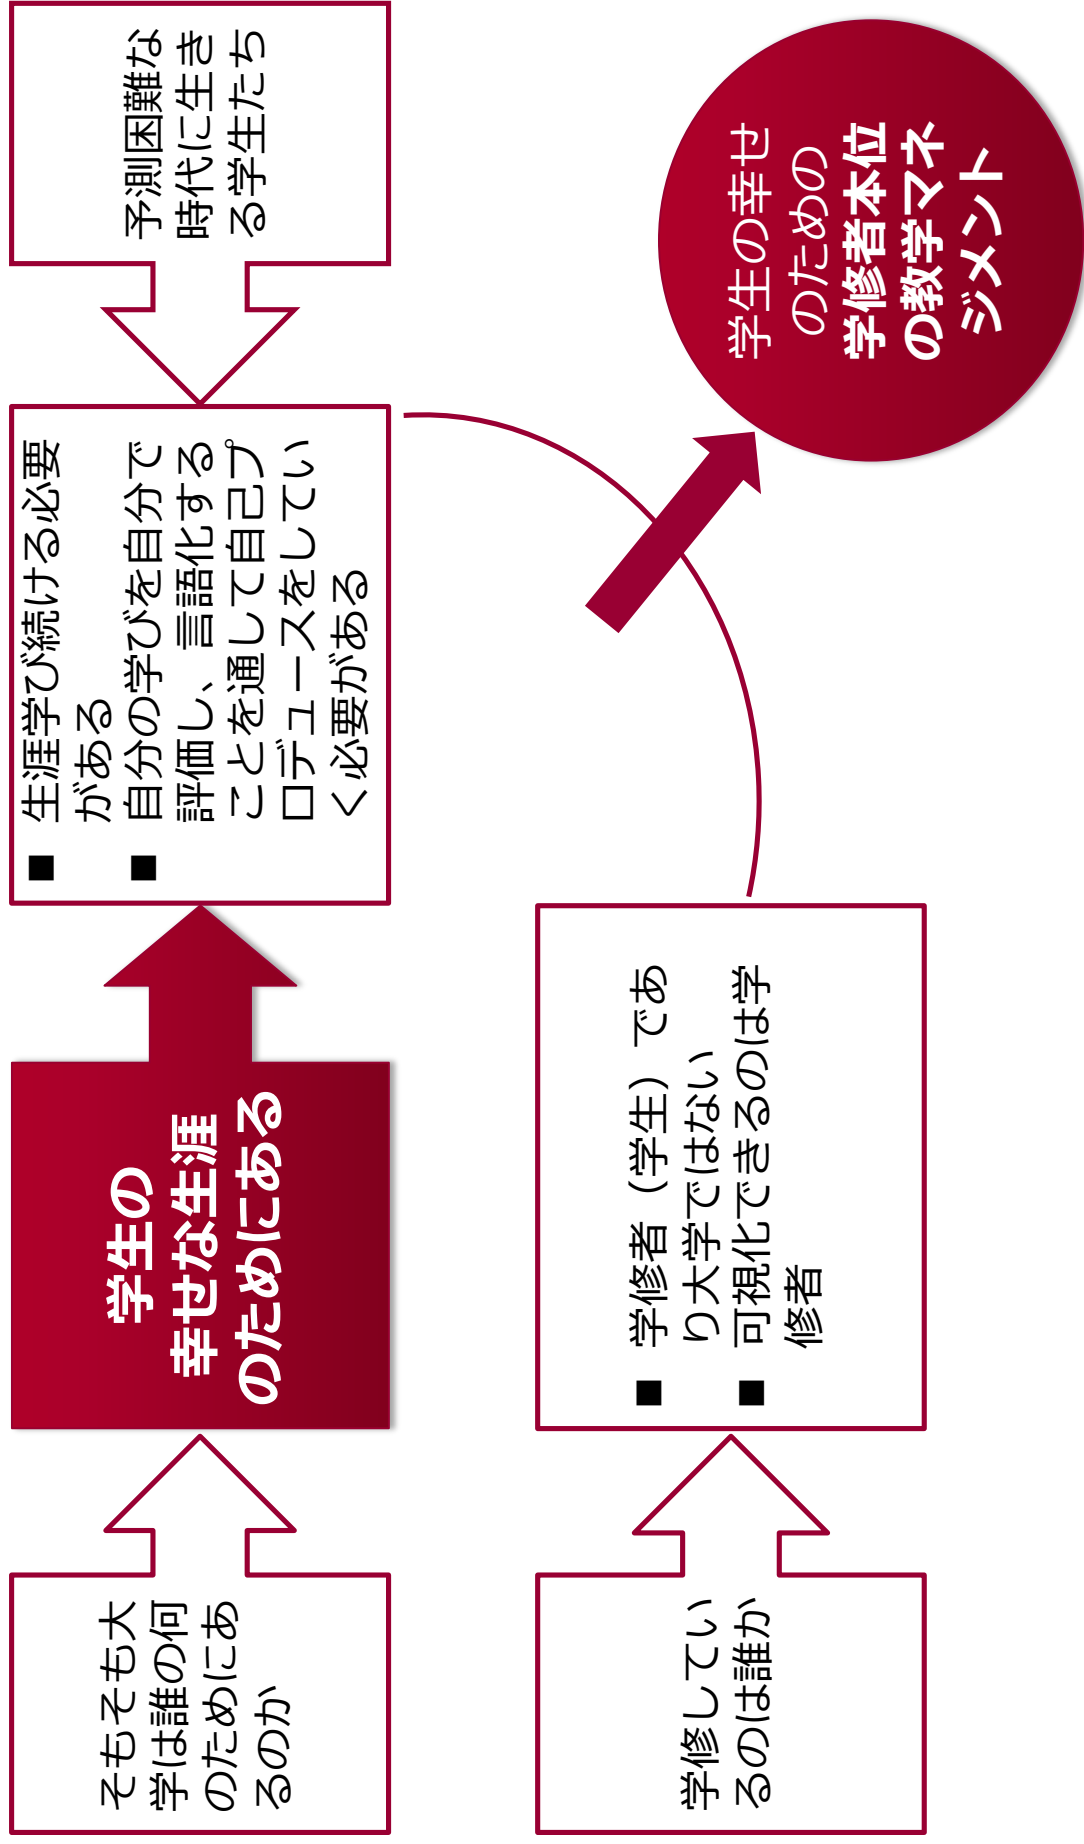 そもそも大
学は誰の何
のためにあ
るのか
学生の
幸せな生涯
のためにある
■ 生涯学び続ける必要
がある
■ 自分の学びを自分で
評価し、言語化する
ことを通して自己プ
ロデュースをしてい
く必要がある
予測困難な
時代に生き
る学生たち
学修してい
るのは誰か
■ 学修者（学生）であ
り大学ではない
■ 可視化できるのは学
修者
学生の幸せ
のための
学修者本位
の教学マネ
ジメント